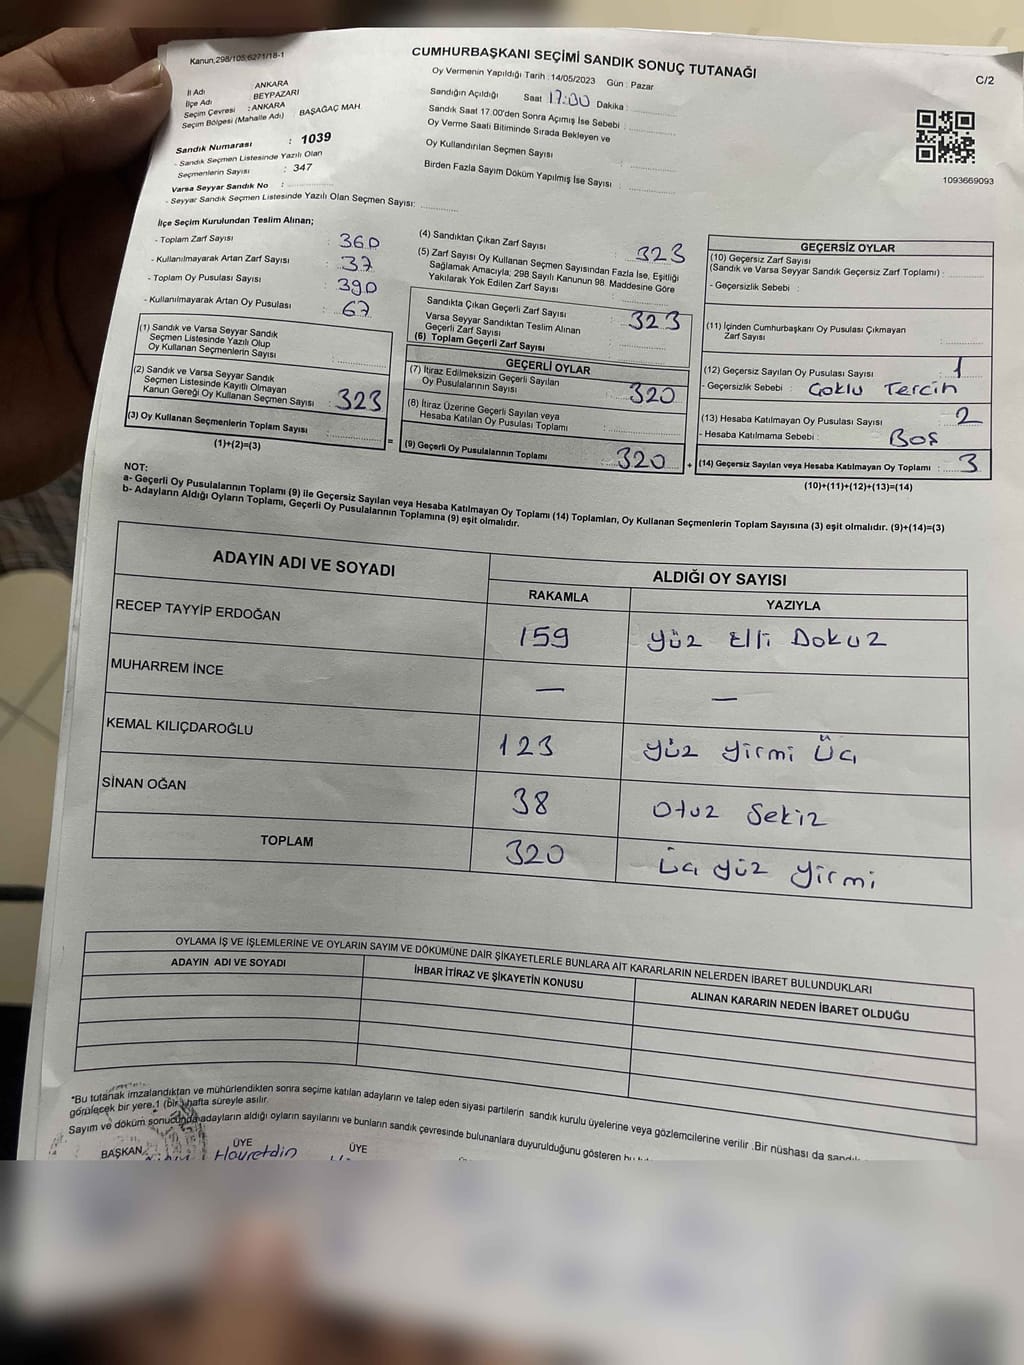 Kanun,298/105;6271/18-1
CUMHURBAŞKANI SEÇİMİ SANDIK SONUÇ TUTANAĞI
C/2
Oy Vermenin Yapıldığı Tarih : 14/05/2023 Gün : Pazar
İl Adı : ANKARA
İlçe Adı : BEYPAZARI
Seçim Çevresi : ANKARA
Seçim Bölgesi (Mahalle Adı) : BAŞAĞAÇ MAH.
Sandığın Açıldığı Saat 17:00 Dakika :
Sandık Saat 17.00'den Sonra Açımış İse Sebebi :
Oy Verme Saati Bitiminde Sırada Bekleyen ve
Oy Kullandırılan Seçmen Sayısı :
Birden Fazla Sayım Döküm Yapılmış İse Sayısı :
1093669093
Sandık Numarası : 1039
- Sandık Seçmen Listesinde Yazılı Olan
Seçmenlerin Sayısı : 347
Varsa Seyyar Sandık No :
- Seyyar Sandık Seçmen Listesinde Yazılı Olan Seçmen Sayısı:
İlçe Seçim Kurulundan Teslim Alınan;
- Toplam Zarf Sayısı : 360
- Kullanılmayarak Artan Zarf Sayısı : 37
- Toplam Oy Pusulası Sayısı : 390
- Kullanılmayarak Artan Oy Pusulası : 67
(1) Sandık ve Varsa Seyyar Sandık
Seçmen Listesinde Yazılı Olup
Oy Kullanan Seçmenlerin Sayısı :
(2) Sandık ve Varsa Seyyar Sandık
Seçmen Listesinde Kayıtlı Olmayan
Kanun Gereği Oy Kullanan Seçmen Sayısı : 323
(3) Oy Kullanan Seçmenlerin Toplam Sayısı :
(1)+(2)=(3)
(4) Sandıktan Çıkan Zarf Sayısı : 323
(5) Zarf Sayısı Oy Kullanan Seçmen Sayısından Fazla İse, Eşitliği
Sağlamak Amacıyla; 298 Sayılı Kanunun 98. Maddesine Göre
Yakılarak Yok Edilen Zarf Sayısı :
Sandıkta Çıkan Geçerli Zarf Sayısı : 323
Varsa Seyyar Sandıktan Teslim Alınan
Geçerli Zarf Sayısı :
(6) Toplam Geçerli Zarf Sayısı :
GEÇERLİ OYLAR
(7) İtiraz Edilmeksizin Geçerli Sayılan
Oy Pusulalarının Sayısı : 320
(8) İtiraz Üzerine Geçerli Sayılan veya
Hesaba Katılan Oy Pusulası Toplamı :
= (9) Geçerli Oy Pusulalarının Toplamı : 320
GEÇERSİZ OYLAR
(10) Geçersiz Zarf Sayısı
(Sandık ve Varsa Seyyar Sandık Geçersiz Zarf Toplamı) :
- Geçersizlik Sebebi :
(11) İçinden Cumhurbaşkanı Oy Pusulası Çıkmayan
Zarf Sayısı :
(12) Geçersiz Sayılan Oy Pusulası Sayısı : 1
- Geçersizlik Sebebi : Çoklu Tercih
(13) Hesaba Katılmayan Oy Pusulası Sayısı : 2
- Hesaba Katılmama Sebebi : Boş
+ (14) Geçersiz Sayılan veya Hesaba Katılmayan Oy Toplamı : 3
(10)+(11)+(12)+(13)=(14)
NOT:
a- Geçerli Oy Pusulalarının Toplamı (9) ile Geçersiz Sayılan veya Hesaba Katılmayan Oy Toplamı (14) Toplamları, Oy Kullanan Seçmenlerin Toplam Sayısına (3) eşit olmalıdır. (9)+(14)=(3)
b- Adayların Aldığı Oyların Toplamı, Geçerli Oy Pusulalarının Toplamına (9) eşit olmalıdır.
ADAYIN ADI VE SOYADI
ALDIĞI OY SAYISI
RAKAMLA YAZIYLA
RECEP TAYYİP ERDOĞAN 159 Yüz Elli Dokuz
MUHARREM İNCE — —
KEMAL KILIÇDAROĞLU 123 Yüz Yirmi Üç
SİNAN OĞAN 38 Otuz Sekiz
TOPLAM 320 Üç Yüz Yirmi
OYLAMA İŞ VE İŞLEMLERİNE VE OYLARIN SAYIM VE DÖKÜMÜNE DAİR ŞİKAYETLERLE BUNLARA AİT KARARLARIN NELERDEN İBARET BULUNDUKLARI
ADAYIN ADI VE SOYADI İHBAR İTİRAZ VE ŞİKAYETİN KONUSU ALINAN KARARIN NEDEN İBARET OLDUĞU
*Bu tutanak imzalandıktan ve mühürlendikten sonra seçime katılan adayların ve talep eden siyasi partilerin sandık kurulu üyelerine veya gözlemcilerine verilir .Bir nüshası da
görülecek bir yere 1 (bir) hafta süreyle asılır.
Sayım ve döküm sonucunda adayların aldığı oyların sayılarını ve bunların sandık çevresinde bulunanlara duyurulduğunu gösteren
BAŞKAN ÜYE ÜYE
Hayrettin